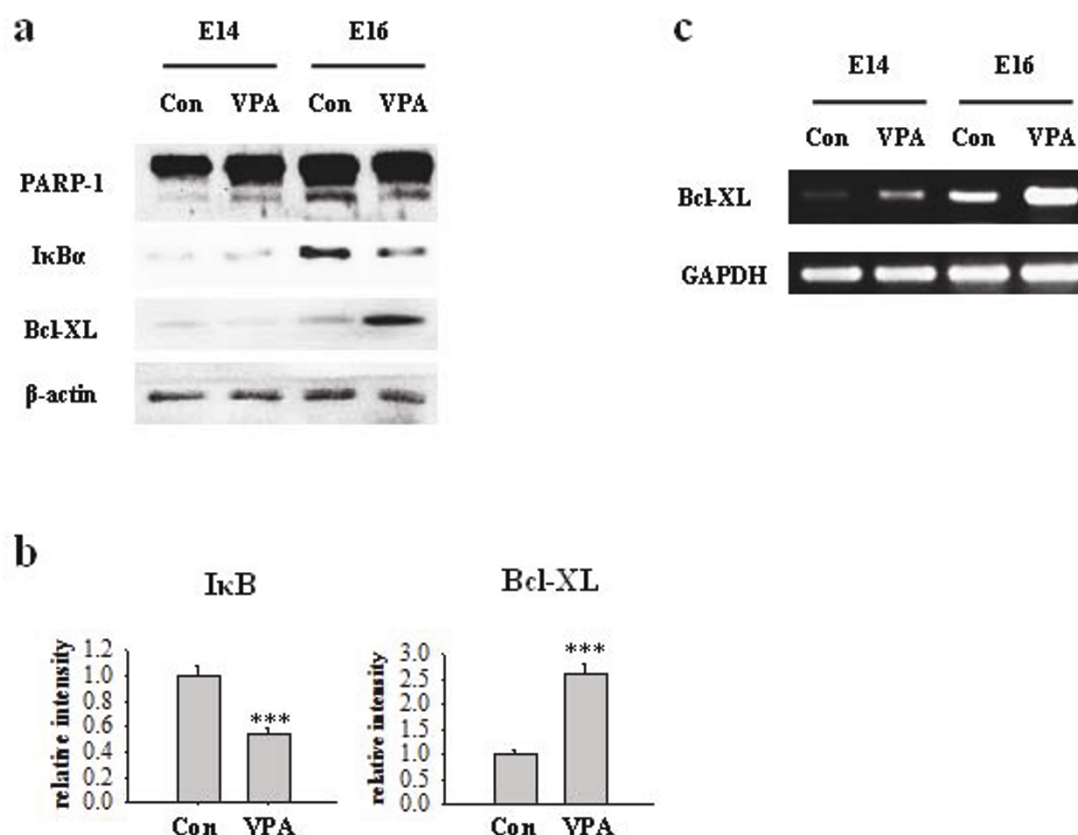 a
E14 E16
Con VPA Con VPA
PARP-1
IκBα
Bcl-XL
β-actin
c
E14 E16
Con VPA Con VPA
Bcl-XL
GAPDH
b
IκB
relative intensity
1.2
1.0
0.8
0.6
0.4
0.2
0.0
***
Con VPA
Bcl-XL
relative intensity
3.0
2.5
2.0
1.5
1.0
0.5
0.0
***
Con VPA